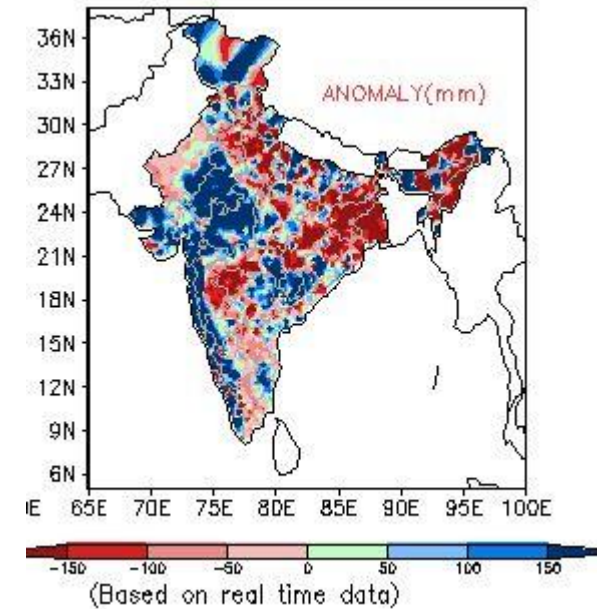 36N
ANOMALY(mm)
33N
30N
27N
24N
21N
18N
15N
12N
9N
6N
E 65E 70E 75E 80E 85E 90E 95E 100E
-150 -100 -50 0 50 100 150
(Based on real time data)